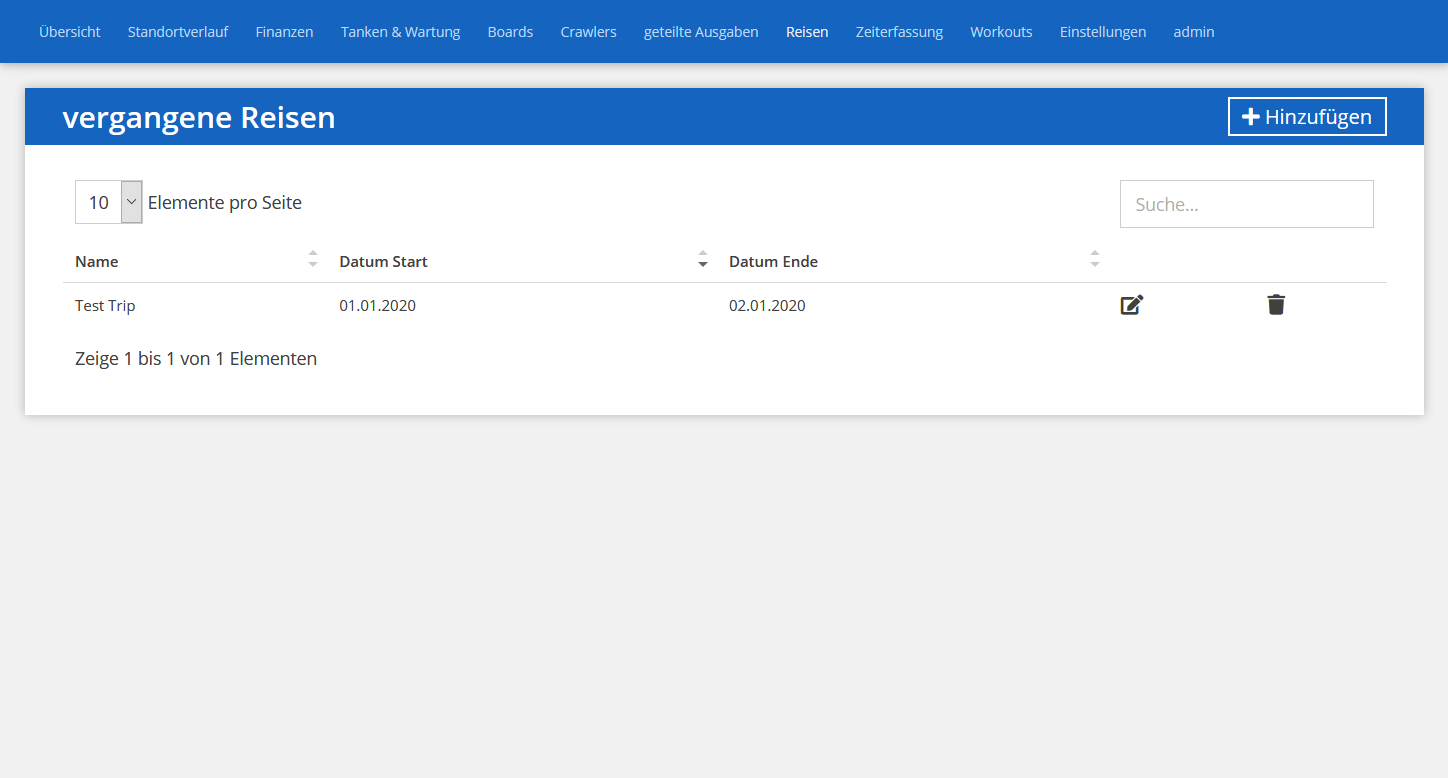 Übersicht Standortverlauf Finanzen Tanken & Wartung Boards Crawlers geteilte Ausgaben Reisen Zeiterfassung Workouts Einstellungen admin
vergangene Reisen Hinzufügen
10 Elemente pro Seite Suche...
Name Datum Start Datum Ende
Test Trip 01.01.2020 02.01.2020
Zeige 1 bis 1 von 1 Elementen